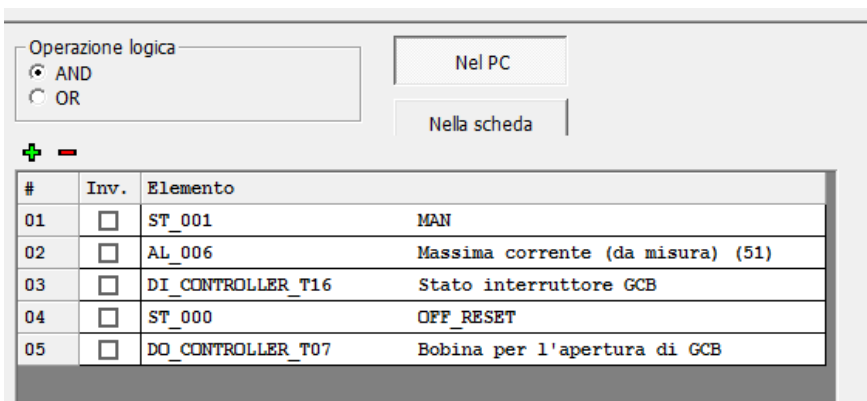 Operazione logica
AND
OR
Nel PC
Nella scheda
# Inv. Elemento
01 ST_001 MAN
02 AL_006 Massima corrente (da misura) (51)
03 DI_CONTROLLER_T16 Stato interruttore GCB
04 ST_000 OFF_RESET
05 DO_CONTROLLER_T07 Bobina per l'apertura di GCB